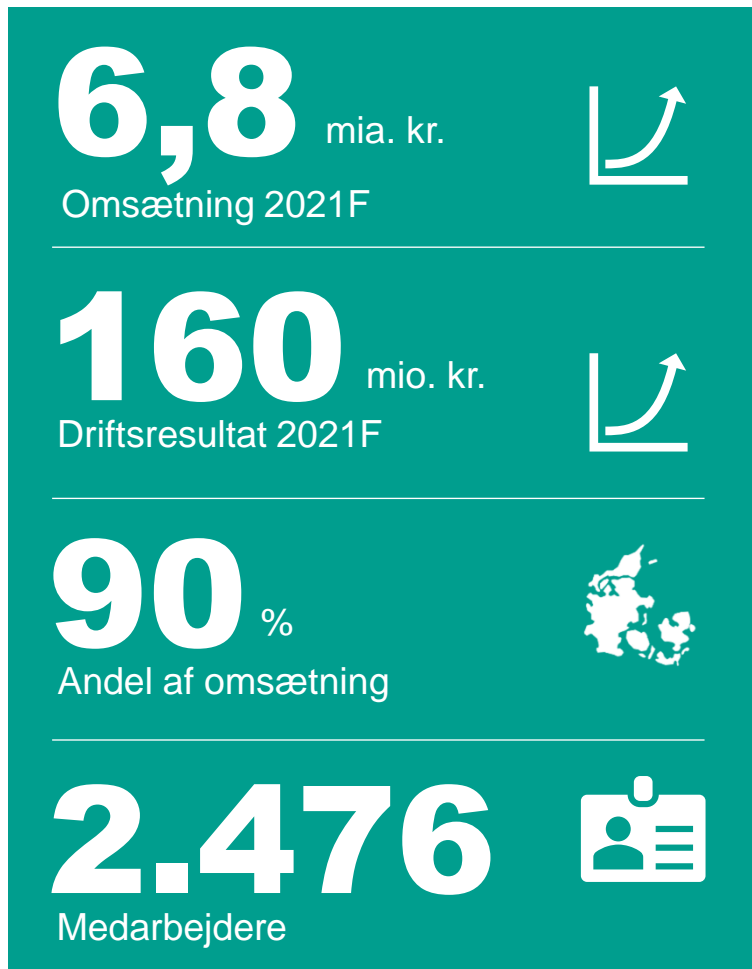 6,8 mia. kr.
Omsætning 2021F
160 mio. kr.
Driftsresultat 2021F
90 %
Andel af omsætning
2.476
Medarbejdere